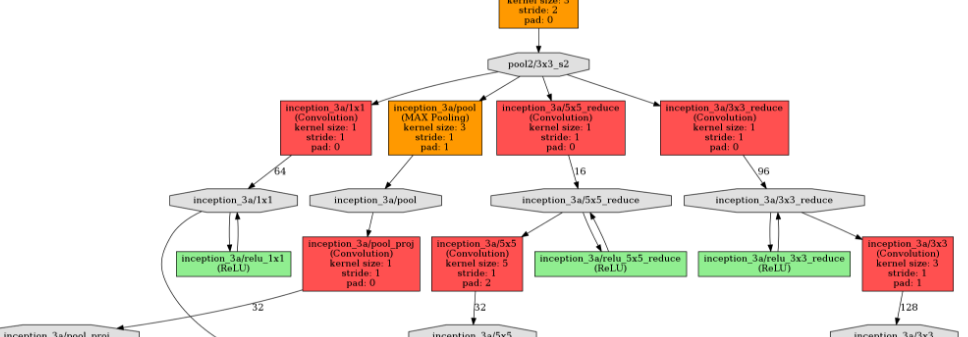 kernel size: 3
stride: 2
pad: 0
pool2/3x3_s2
inception_3a/1x1
(Convolution)
kernel size: 1
stride: 1
pad: 0
inception_3a/pool
(MAX Pooling)
kernel size: 3
stride: 1
pad: 1
inception_3a/5x5_reduce
(Convolution)
kernel size: 1
stride: 1
pad: 0
inception_3a/3x3_reduce
(Convolution)
kernel size: 1
stride: 1
pad: 0
64
16
96
inception_3a/1x1
inception_3a/pool
inception_3a/5x5_reduce
inception_3a/3x3_reduce
inception_3a/relu_1x1
(ReLU)
inception_3a/pool_proj
(Convolution)
kernel size: 1
stride: 1
pad: 0
inception_3a/5x5
(Convolution)
kernel size: 5
stride: 1
pad: 2
inception_3a/relu_5x5_reduce
(ReLU)
inception_3a/relu_3x3_reduce
(ReLU)
inception_3a/3x3
(Convolution)
kernel size: 3
stride: 1
pad: 1
32
32
128
inception_3a/pool_proj
inception_3a/5x5
inception_3a/3x3